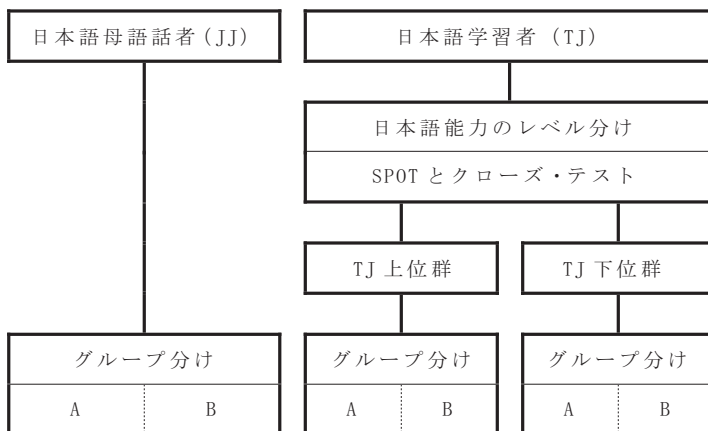 日本語母語話者(JJ)
日本語学習者 (TJ)
日本語能力のレベル分け
SPOTとクローズ・テスト
TJ上位群
TJ下位群
グループ分け
グループ分け
グループ分け
A
B
A
B
A
B